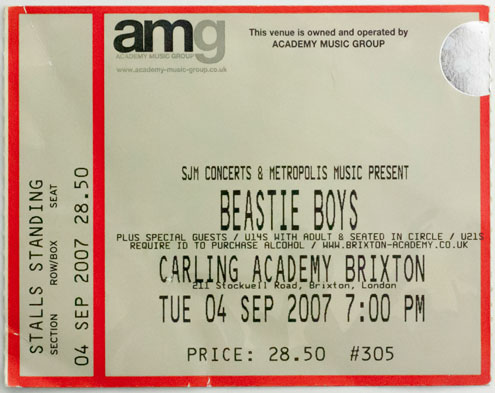 amg
ACADEMY MUSIC GROUP
www.academy-music-group.co.uk
This venue is owned and operated by
ACADEMY MUSIC GROUP
SJM CONCERTS & METROPOLIS MUSIC PRESENT
BEASTIE BOYS
PLUS SPECIAL GUESTS / U14S WITH ADULT & SEATED IN CIRCLE / U21S
REQUIRE ID TO PURCHASE ALCOHOL / WWW.BRIXTON-ACADEMY.CO.UK
CARLING ACADEMY BRIXTON
211 Stockwell Road, Brixton, London
TUE 04 SEP 2007 7:00 PM
PRICE: 28.50 #305
STALLS STANDING
SECTION ROW/BOX SEAT
04 SEP 2007 28.50